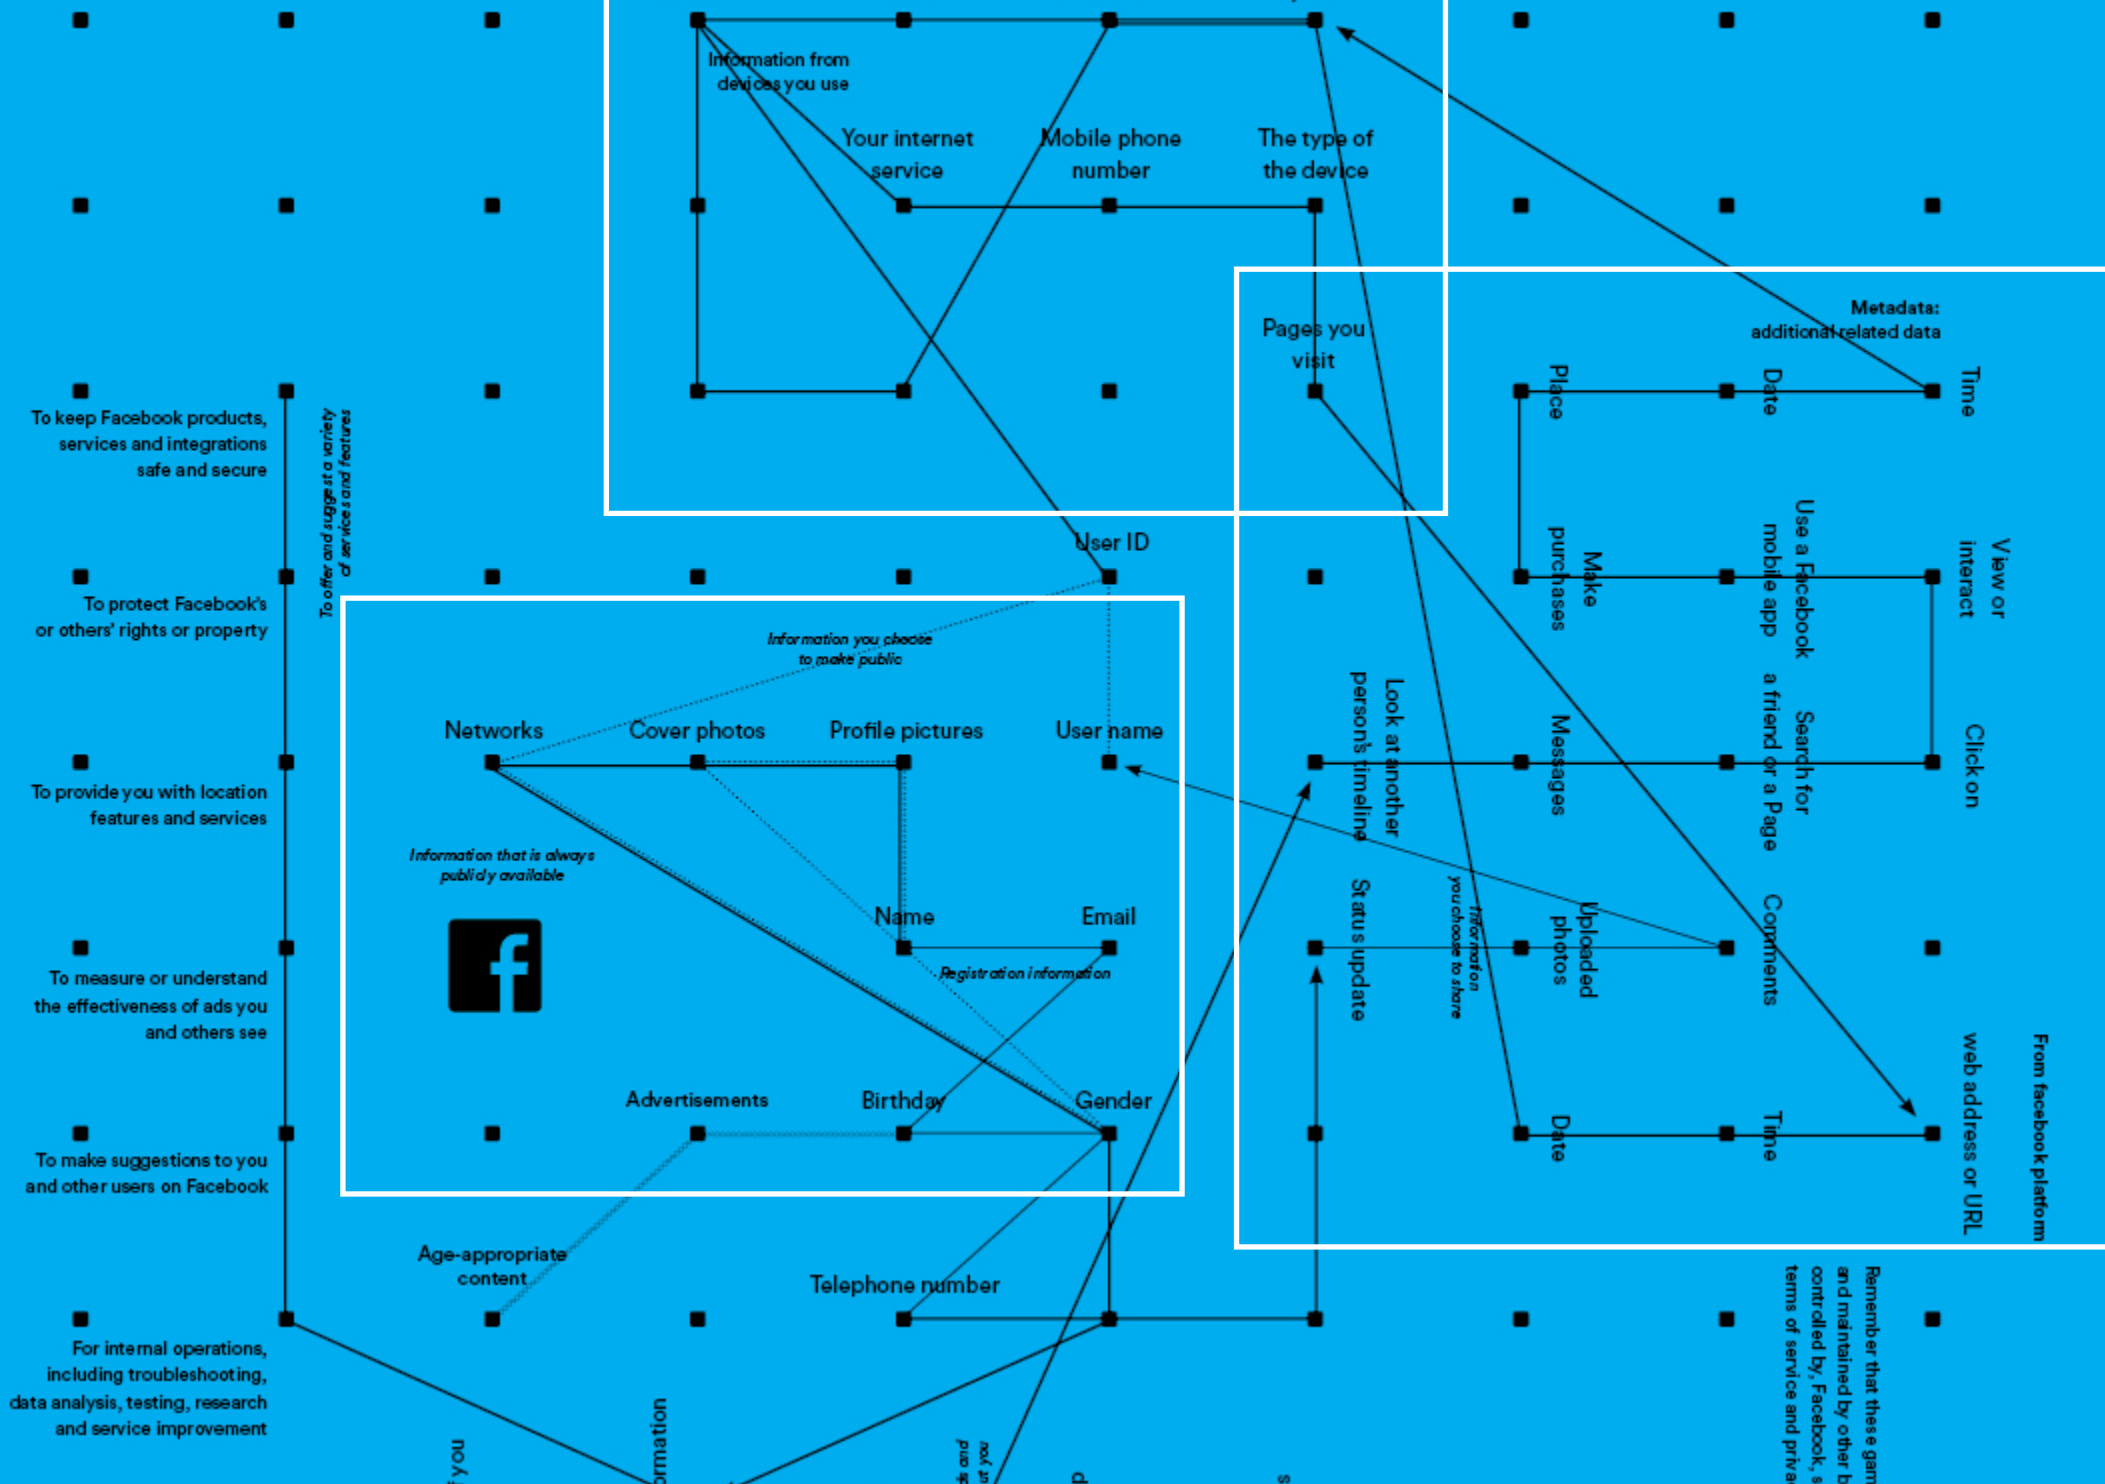 Information from
devices you use
Your internet
service
Mobile phone
number
The type of
the device
Pages you
visit
Metadata:
additional related data
Place
Date
Time
To keep Facebook products,
services and integrations
safe and secure
To offer and suggest a variety
of services and features
User ID
Make
purchases
Use a Facebook
mobile app
View or
interact
To protect Facebook's
or others' rights or property
Information you choose
to make public
Networks
Cover photos
Profile pictures
User name
Look at another
person's timeline
Messages
Search for
a friend or a Page
Click on
To provide you with location
features and services
Information that is always
publicly available
Name
Email
Registration information
Status update
Information
you choose to share
Uploaded
photos
Comments
To measure or understand
the effectiveness of ads you
and others see
Advertisements
Birthday
Gender
Date
Time
web address or URL
From facebook platform
To make suggestions to you
and other users on Facebook
Age-appropriate
content
Telephone number
Remember that these gam
and maintained by other b
controlled by, Facebook, s
terms of service and priva
For internal operations,
including troubleshooting,
data analysis, testing, research
and service improvement
you
ormation